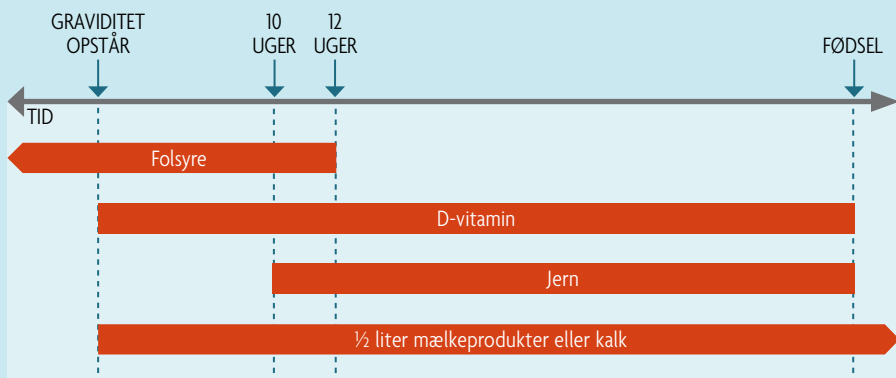 GRAVIDITET
OPSTÅR
10
UGER
12
UGER
FØDSEL
TID
Folsyre
D-vitamin
Jern
½ liter mælkeprodukter eller kalk